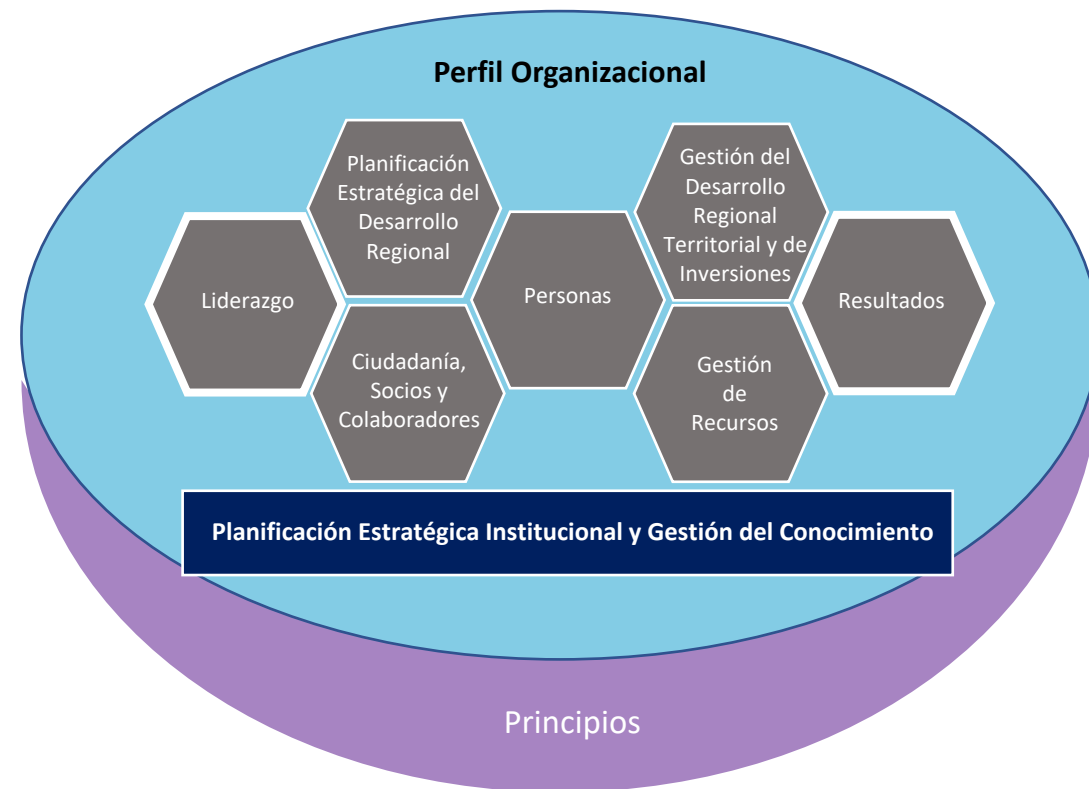 Perfil Organizacional
Planificación
Estratégica del
Desarrollo
Regional
Gestión del
Desarrollo
Regional
Territorial y de
Inversiones
Liderazgo
Personas
Resultados
Ciudadanía,
Socios y
Colaboradores
Gestión
de
Recursos
Planificación Estratégica Institucional y Gestión del Conocimiento
Principios